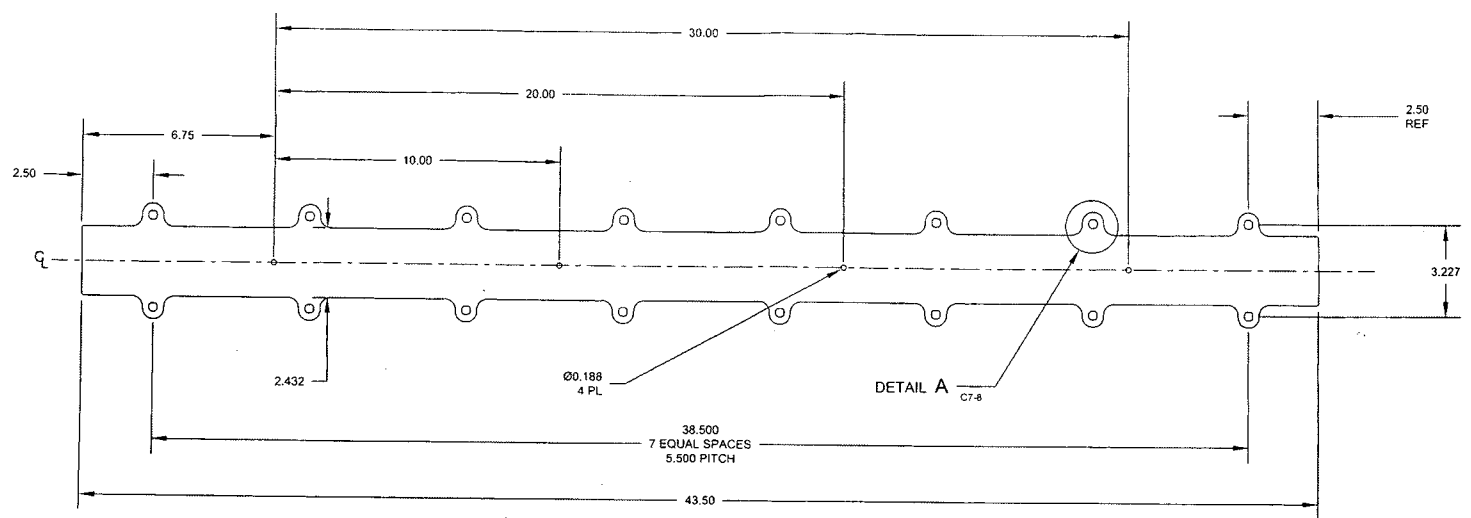 30.00
20.00
6.75
2.50
REF
10.00
2.50
℄
3.227
2.432
Ø0.188
4 PL
DETAIL A
C7-8
38.500
7 EQUAL SPACES
5.500 PITCH
43.50